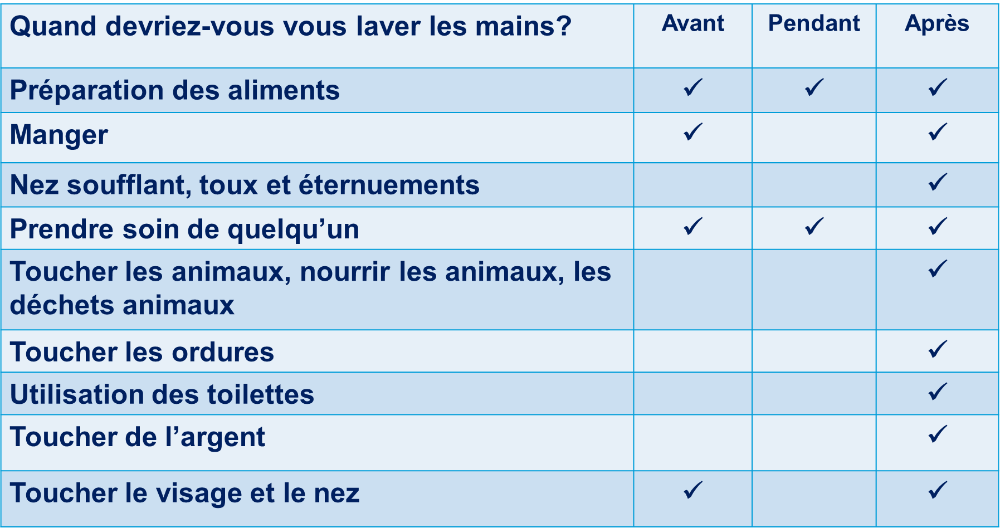 Quand devriez-vous vous laver les mains? Avant Pendant Après
Préparation des aliments ✓ ✓ ✓
Manger ✓ ✓
Nez soufflant, toux et éternuements ✓
Prendre soin de quelqu’un ✓ ✓ ✓
Toucher les animaux, nourrir les animaux, les ✓
déchets animaux
Toucher les ordures ✓
Utilisation des toilettes ✓
Toucher de l’argent ✓
Toucher le visage et le nez ✓ ✓